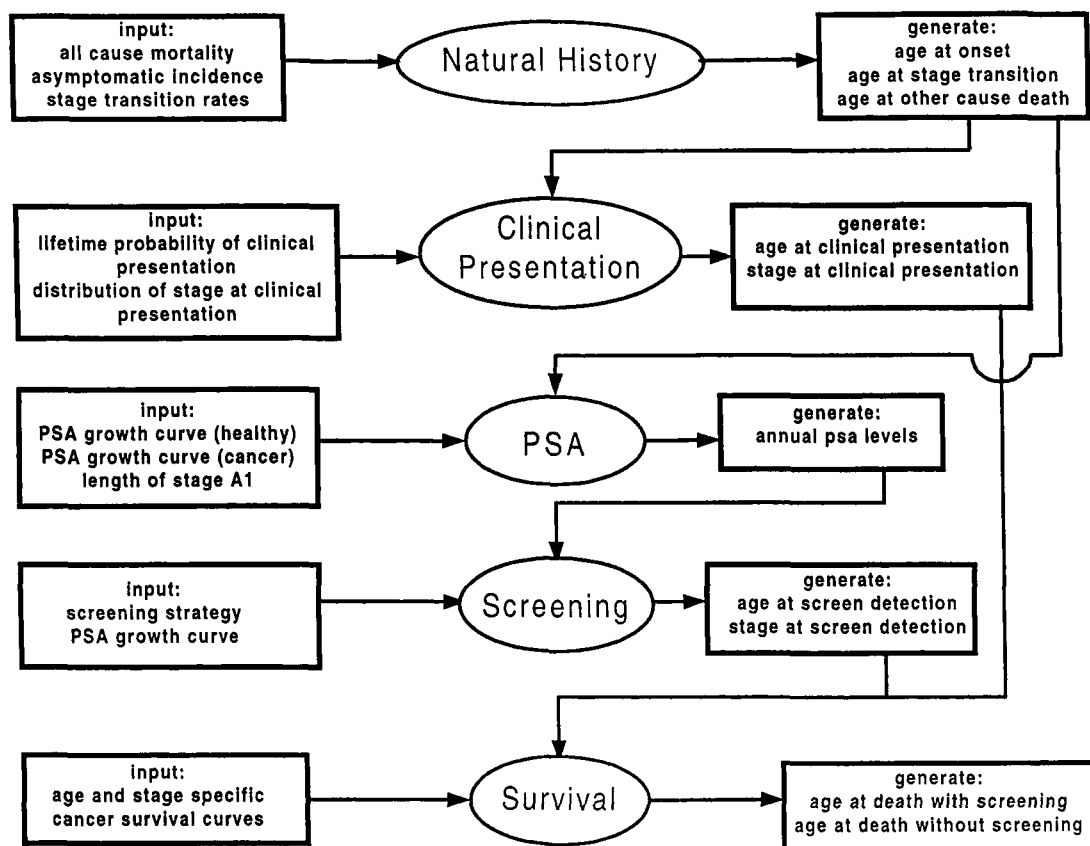 input:
all cause mortality
asymptomatic incidence
stage transition rates
Natural History
generate:
age at onset
age at stage transition
age at other cause death
input:
lifetime probability of clinical
presentation
distribution of stage at clinical
presentation
Clinical
Presentation
generate:
age at clinical presentation
stage at clinical presentation
input:
PSA growth curve (healthy)
PSA growth curve (cancer)
length of stage A1
PSA
generate:
annual psa levels
input:
screening strategy
PSA growth curve
Screening
generate:
age at screen detection
stage at screen detection
input:
age and stage specific
cancer survival curves
Survival
generate:
age at death with screening
age at death without screening